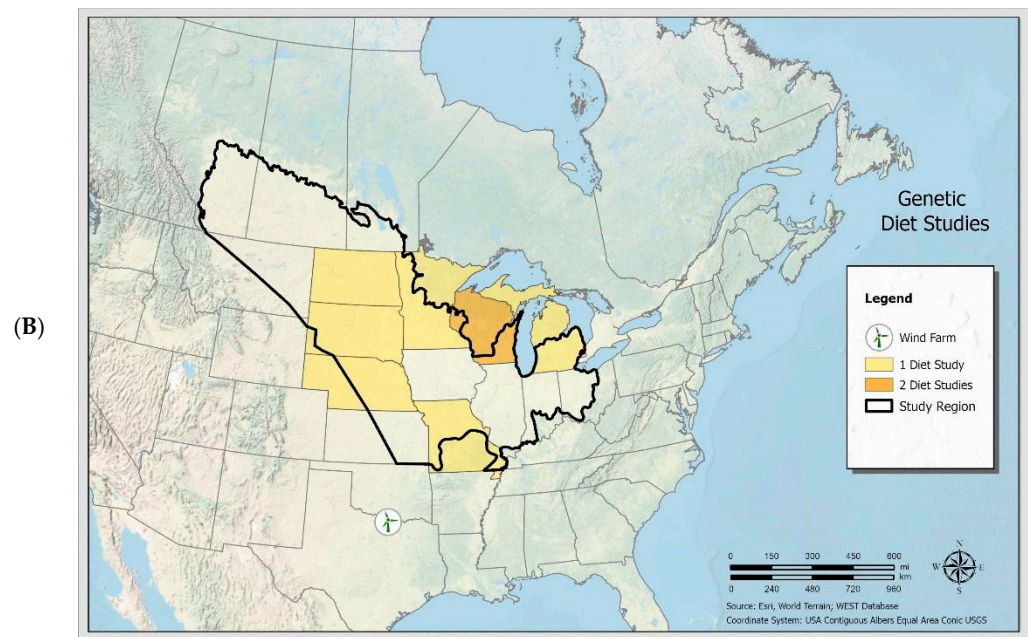 (B)
Genetic
Diet Studies
Legend
Wind Farm
1 Diet Study
2 Diet Studies
Study Region
N
W E
S
0 150 300 450 600
mi
km
0 240 480 720 960
Source: Esri, World Terrain; WEST Database
Coordinate System: USA Contiguous Albers Equal Area Conic USGS